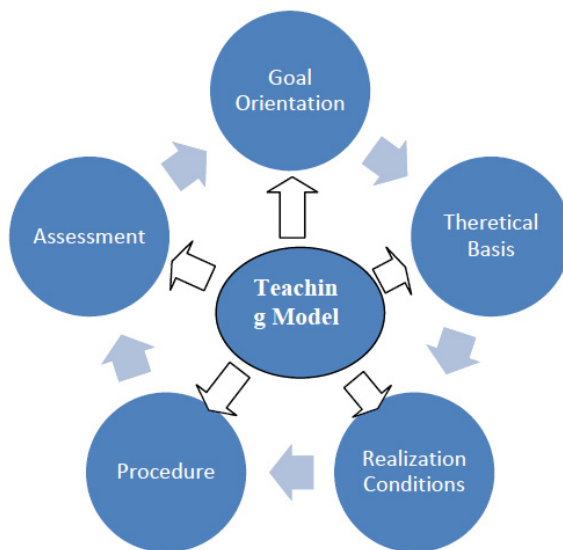 Goal
Orientation
Theretical
Basis
Realization
Conditions
Procedure
Assessment
Teachin
g Model